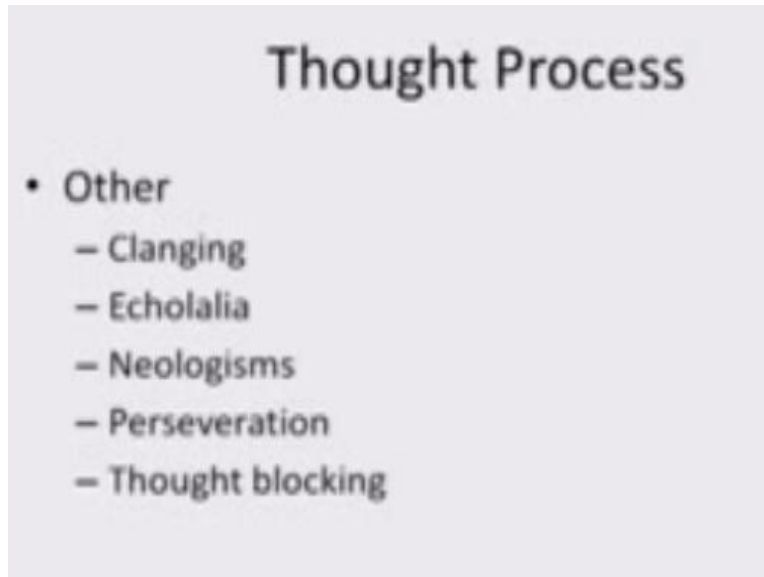 Thought Process
• Other
– Clanging
– Echolalia
– Neologisms
– Perseveration
– Thought blocking